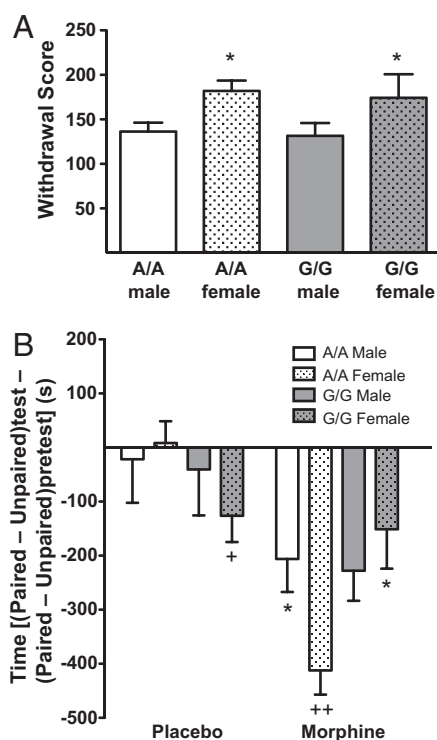 A
Withdrawal Score
250
200
150
100
50
*
*
A/A male
A/A female
G/G male
G/G female
B
Time [(Paired – Unpaired)test –
(Paired – Unpaired)pretest] (s)
200
100
-100
-200
-300
-400
-500
A/A Male
A/A Female
G/G Male
G/G Female
+
*
++
*
Placebo
Morphine